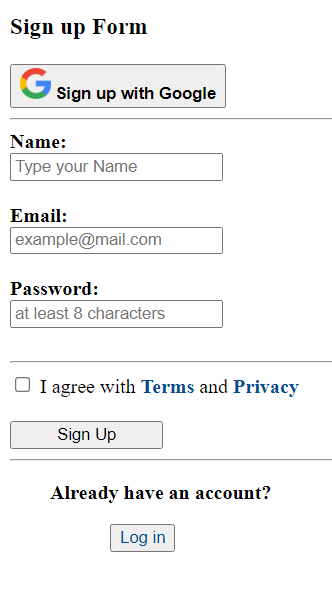 Sign up Form
Sign up with Google
Name:
Type your Name
Email:
example@mail.com
Password:
at least 8 characters
I agree with Terms and Privacy
Sign Up
Already have an account?
Log in